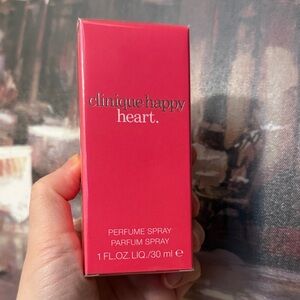 clinique happy
heart.
PERFUME SPRAY
PARFUM SPRAY
1 FL.OZ.LIQ./30 ml ℮